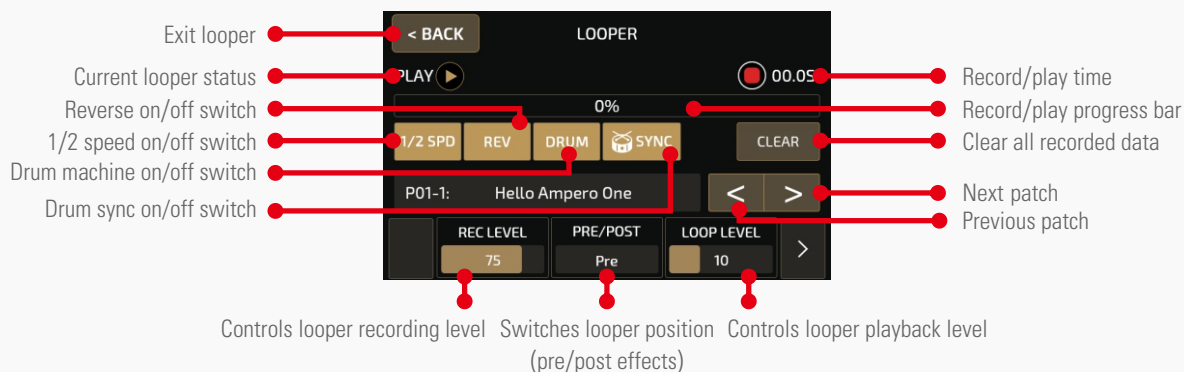 Exit looper
< BACK
LOOPER
Current looper status
PLAY
00.0S
Record/play time
Reverse on/off switch
0%
Record/play progress bar
1/2 speed on/off switch
1/2 SPD
REV
DRUM
SYNC
CLEAR
Clear all recorded data
Drum machine on/off switch
P01-1: Hello Ampero One
<
>
Next patch
Drum sync on/off switch
Previous patch
REC LEVEL
PRE/POST
LOOP LEVEL
75
Pre
10
>
Controls looper recording level
Switches looper position
(pre/post effects)
Controls looper playback level